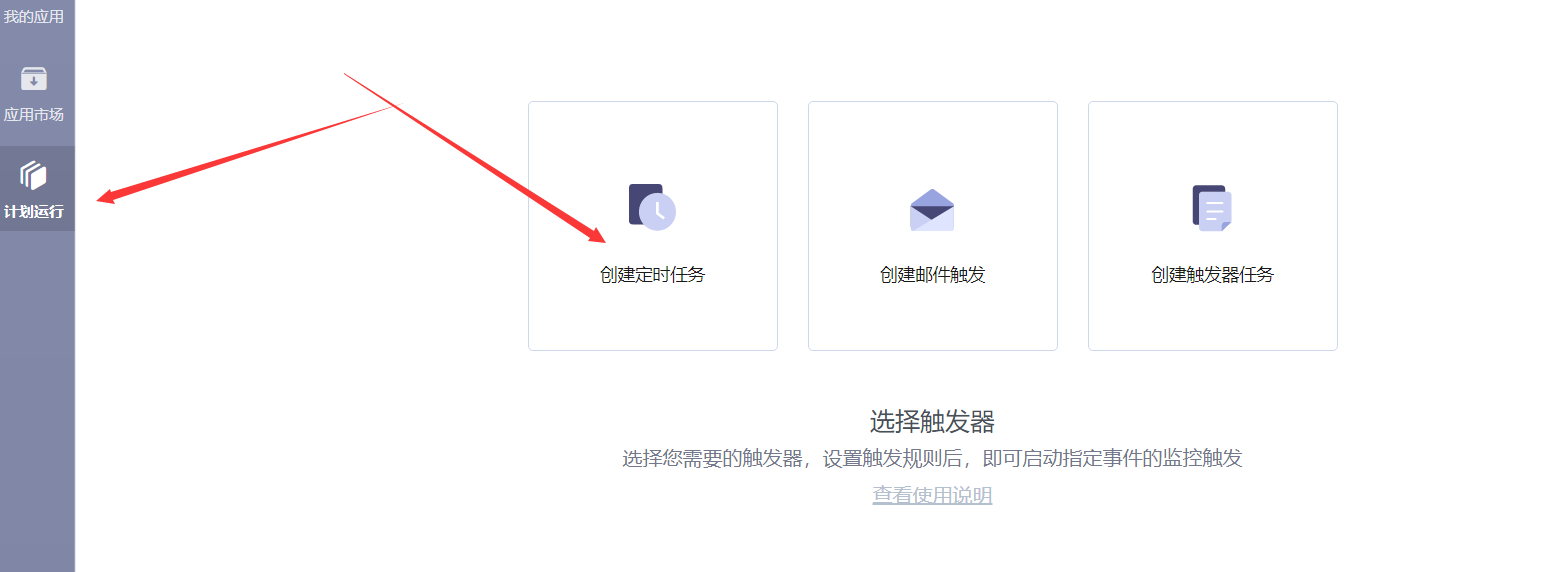 我的应用
应用市场
计划运行
创建定时任务
创建邮件触发
创建触发器任务
选择触发器
选择您需要的触发器，设置触发规则后，即可启动指定事件的监控触发
查看使用说明